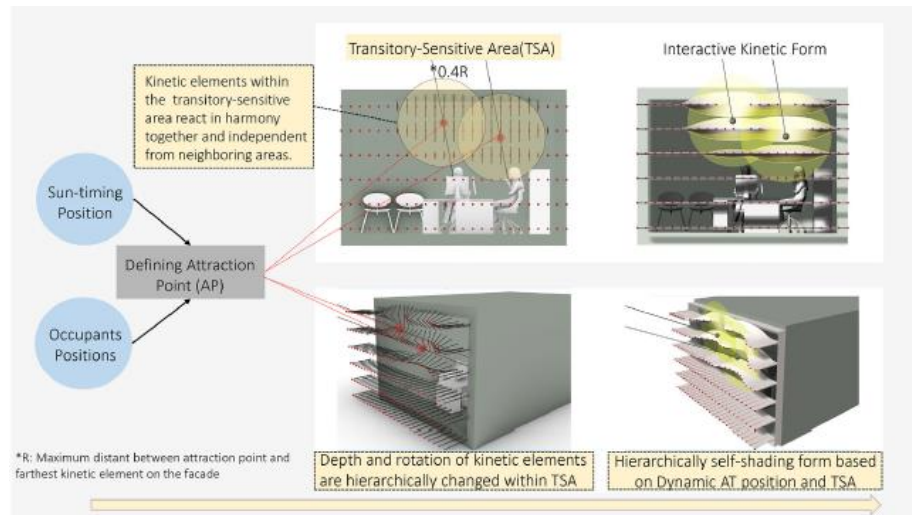 Transitory-Sensitive Area(TSA)
*0.4R
Interactive Kinetic Form
Kinetic elements within
the transitory-sensitive
area react in harmony
together and independent
from neighboring areas.
Sun-timing
Position
Defining Attraction
Point (AP)
Occupants
Positions
*R: Maximum distant between attraction point and
farthest kinetic element on the facade
Depth and rotation of kinetic elements
are hierarchically changed within TSA
Hierarchically self-shading form based
on Dynamic AT position and TSA